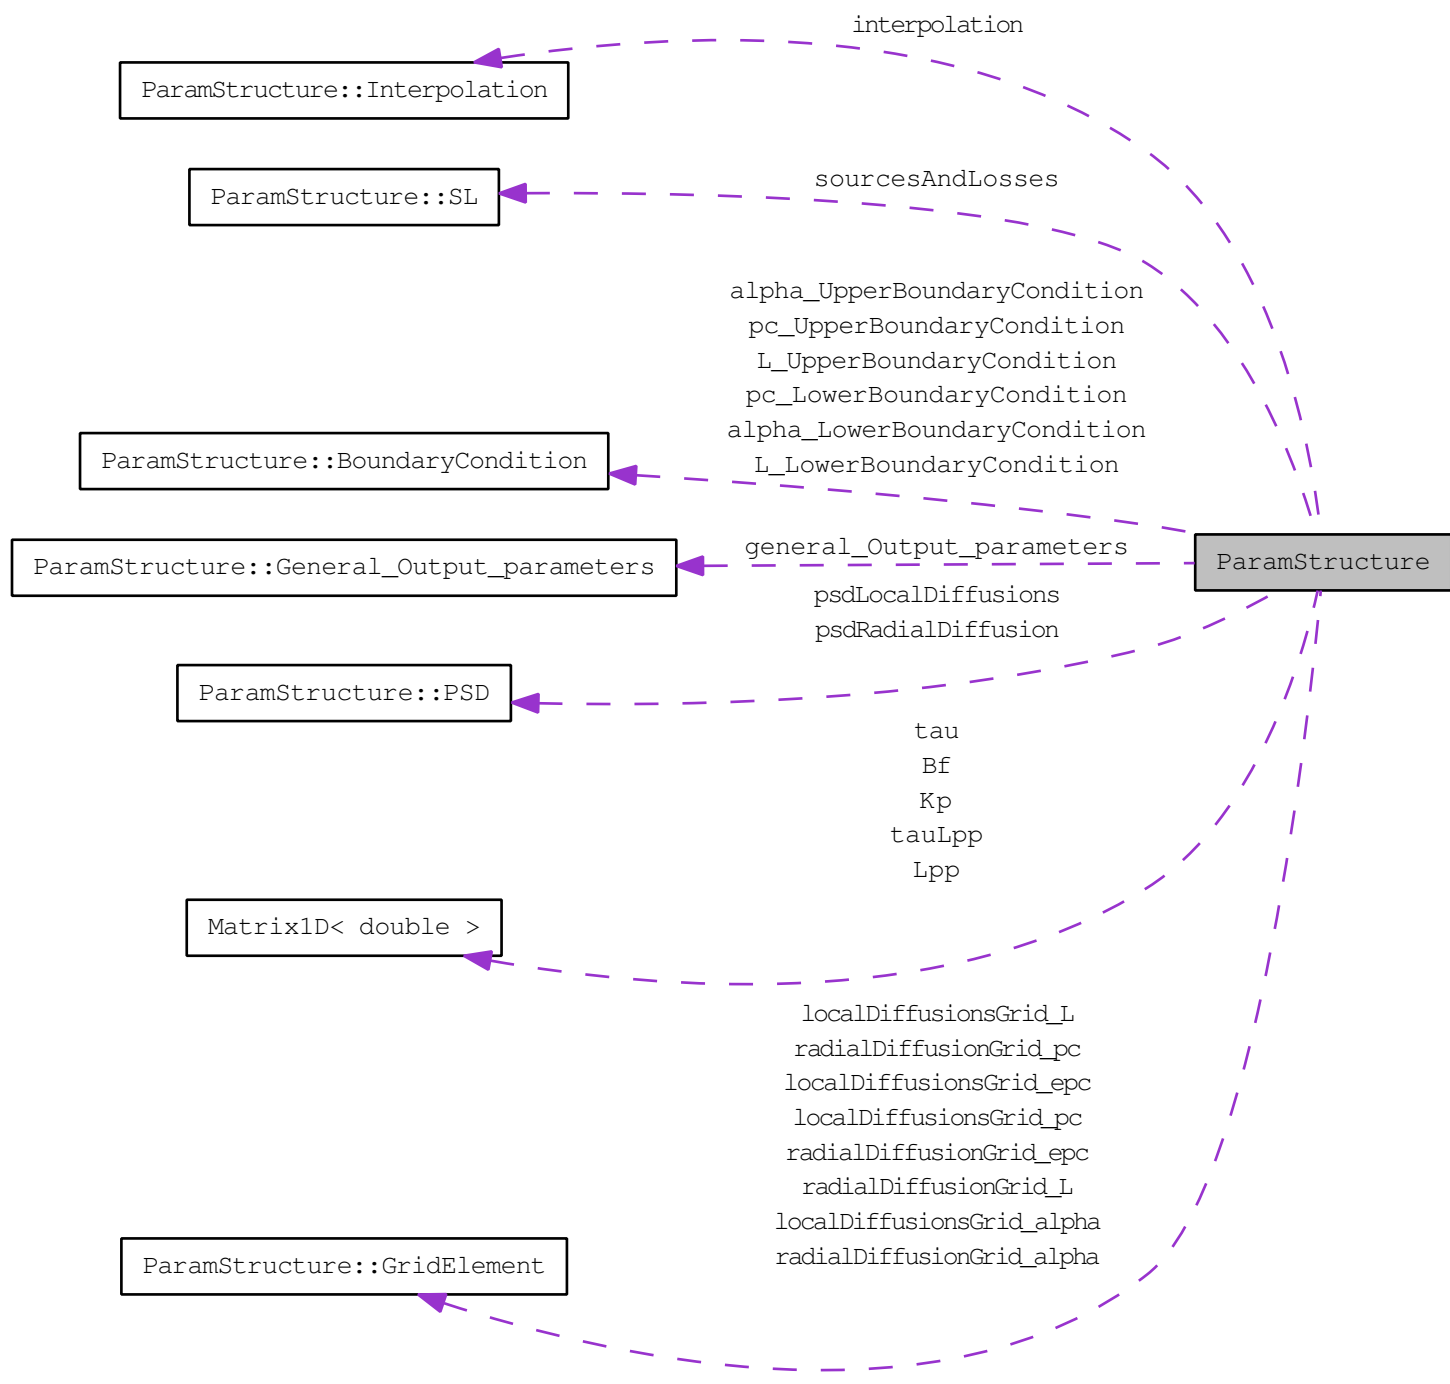 interpolation
ParamStructure::Interpolation
sourcesAndLosses
ParamStructure::SL
alpha_UpperBoundaryCondition
pc_UpperBoundaryCondition
L_UpperBoundaryCondition
pc_LowerBoundaryCondition
alpha_LowerBoundaryCondition
L_LowerBoundaryCondition
ParamStructure::BoundaryCondition
general_Output_parameters
ParamStructure::General_Output_parameters
ParamStructure
psdLocalDiffusions
psdRadialDiffusion
ParamStructure::PSD
tau
Bf
Kp
tauLpp
Lpp
Matrix1D< double >
localDiffusionsGrid_L
radialDiffusionGrid_pc
localDiffusionsGrid_epc
localDiffusionsGrid_pc
radialDiffusionGrid_epc
radialDiffusionGrid_L
localDiffusionsGrid_alpha
radialDiffusionGrid_alpha
ParamStructure::GridElement